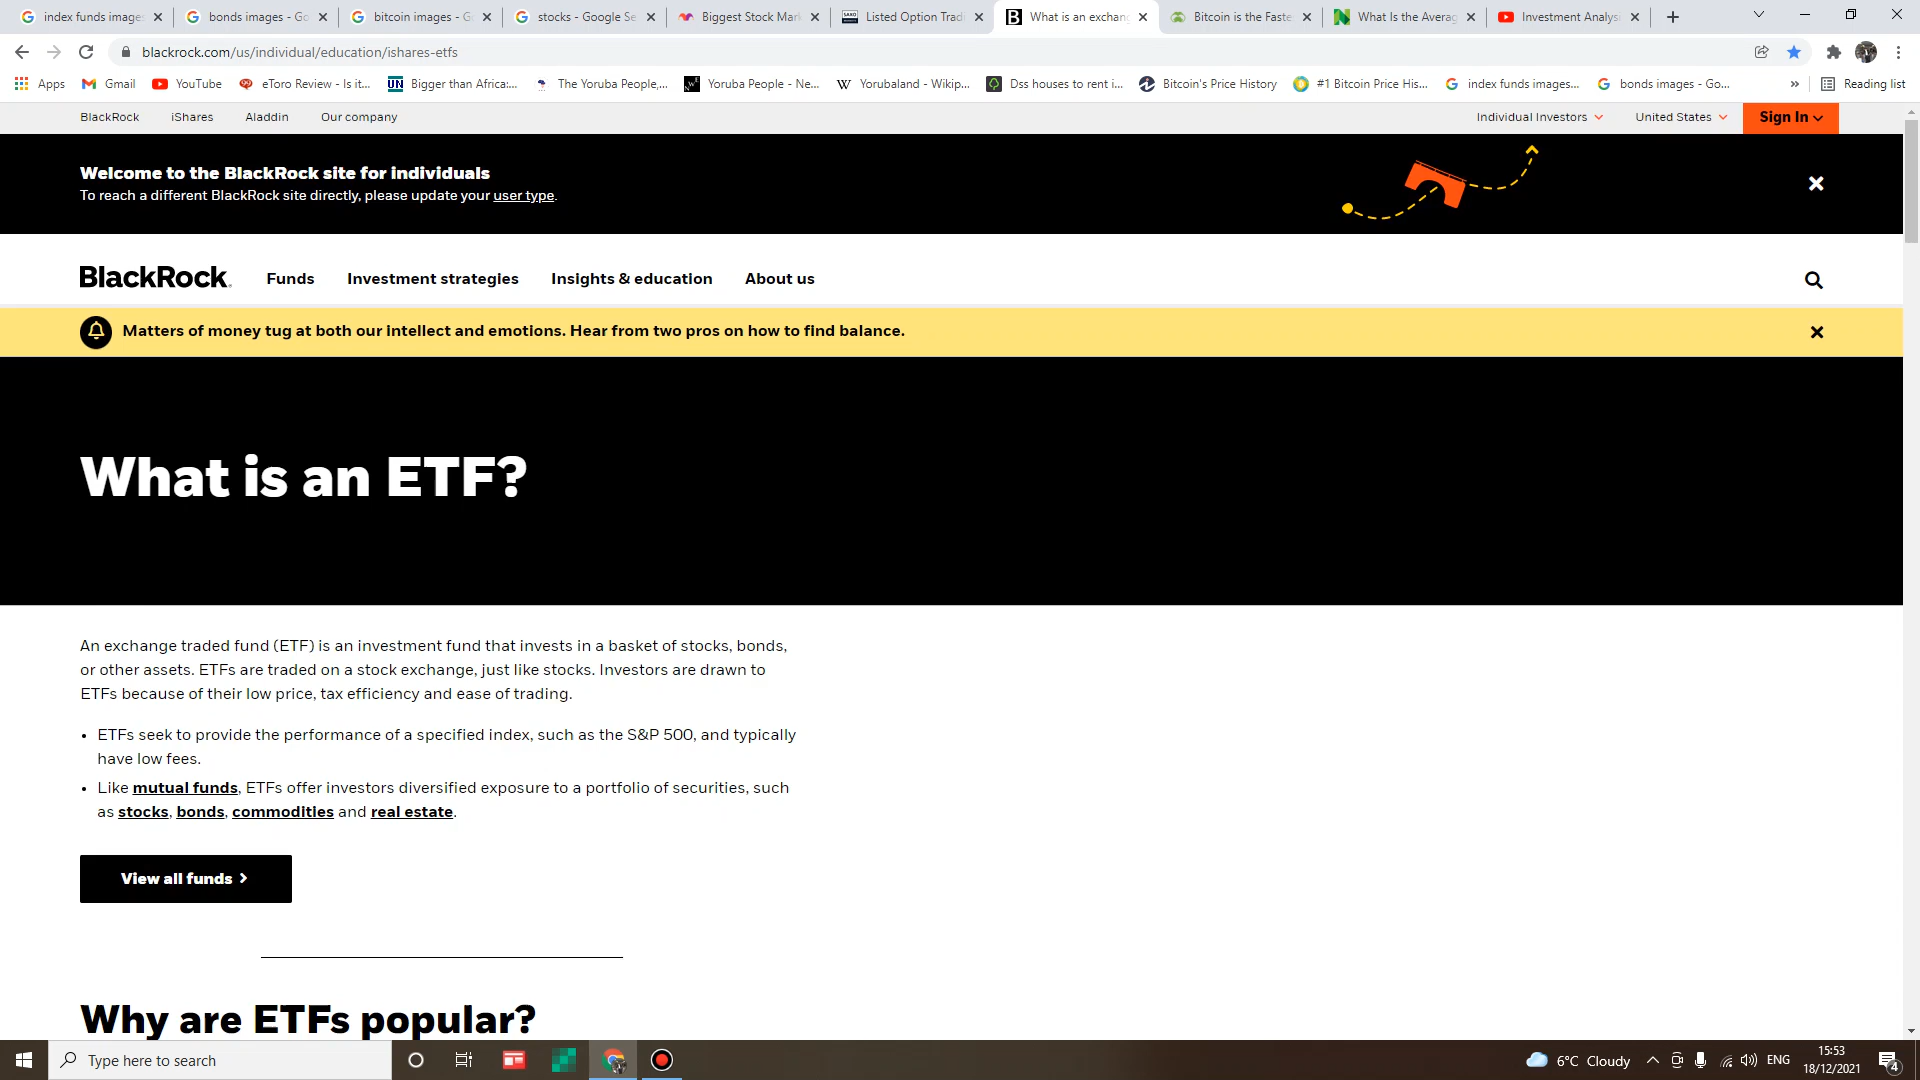 index funds images
bonds images - Go
bitcoin images - G
stocks - Google Se
Biggest Stock Mar
Listed Option Trad
What is an exchan
Bitcoin is the Faste
What Is the Averag
Investment Analys
blackrock.com/us/individual/education/ishares-etfs
Apps
Gmail
YouTube
eToro Review - Is it...
UN
Bigger than Africa:...
The Yoruba People,...
Yoruba People - Ne...
W
Yorubaland - Wikip...
Dss houses to rent i...
Bitcoin's Price History
#1 Bitcoin Price His...
index funds images...
bonds images - Go...
»
Reading list
BlackRock
iShares
Aladdin
Our company
Individual Investors
United States
Sign In
Welcome to the BlackRock site for individuals
To reach a different BlackRock site directly, please update your user type.
BlackRock.
Funds
Investment strategies
Insights & education
About us
Matters of money tug at both our intellect and emotions. Hear from two pros on how to find balance.
What is an ETF?
An exchange traded fund (ETF) is an investment fund that invests in a basket of stocks, bonds,
or other assets. ETFs are traded on a stock exchange, just like stocks. Investors are drawn to
ETFs because of their low price, tax efficiency and ease of trading.
• ETFs seek to provide the performance of a specified index, such as the S&P 500, and typically
have low fees.
• Like mutual funds, ETFs offer investors diversified exposure to a portfolio of securities, such
as stocks, bonds, commodities and real estate.
View all funds
Why are ETFs popular?
Type here to search
6°C Cloudy
ENG
15:53
18/12/2021
4